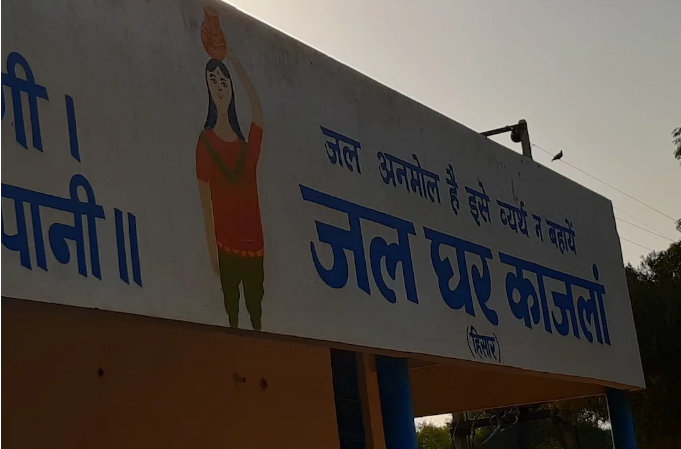 गी।
पानी॥
जल अनमोल है इसे व्यर्थ न बहायें
जल घर काजलां
(हिसार)